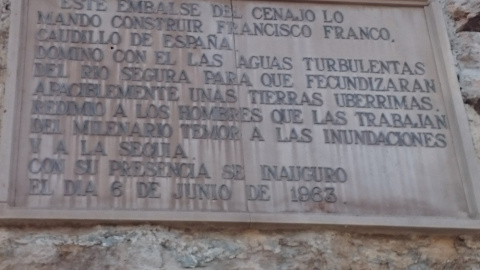 ESTE EMBALSE DEL CENAJO LO
MANDO CONSTRUIR FRANCISCO FRANCO.
CAUDILLO DE ESPAÑA.
DOMINO CON EL LAS AGUAS TURBULENTAS
DEL RIO SEGURA PARA QUE FECUNDIZARAN
APACIBLEMENTE UNAS TIERRAS UBERRIMAS.
REDIMIO A LOS HOMBRES QUE LAS TRABAJAN
DEL MILENARIO TEMOR A LAS INUNDACIONES
Y A LA SEQUIA.
CON SU PRESENCIA SE INAUGURO
EL DIA 6 DE JUNIO DE 1963.